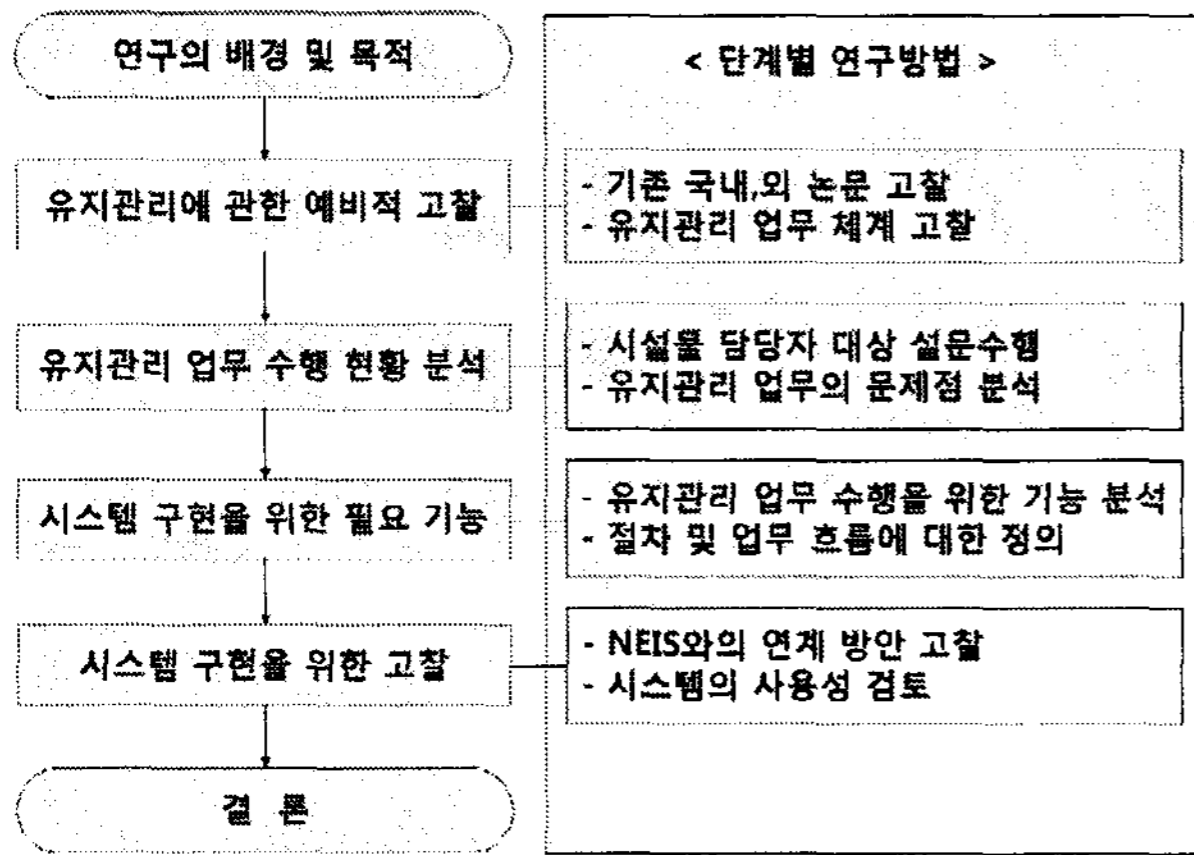 연구의 배경 및 목적
< 단계별 연구방법 >
유지관리에 관한 예비적 고찰
- 기존 국내,외 논문 고찰
- 유지관리 업무 체계 고찰
유지관리 업무 수행 현황 분석
- 시설물 담당자 대상 설문수행
- 유지관리 업무의 문제점 분석
시스템 구현을 위한 필요 기능
- 유지관리 업무 수행을 위한 기능 분석
- 절차 및 업무 흐름에 대한 정의
시스템 구현을 위한 고찰
- NEIS와의 연계 방안 고찰
- 시스템의 사용성 검토
결 론